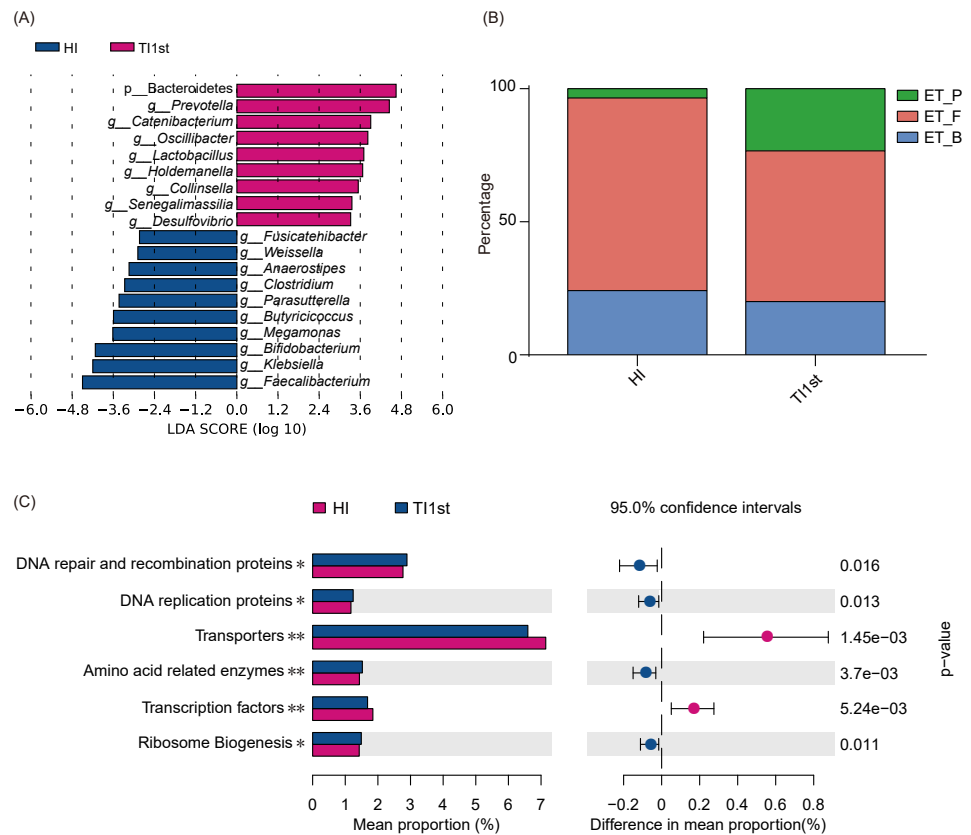 (A)
HI
TI1st
p__Bacteroidetes
g__Prevotella
g__Catenibacterium
g__Oscillibacter
g__Lactobacillus
g__Holdemanella
g__Collinsella
g__Senegalimassilia
g__Desulfovibrio
g__Fusicatehibacter
g__Weissella
g__Anaerostipes
g__Clostridium
g__Parasutterella
g__Butyricicoccus
g__Megamonas
g__Bifidobacterium
g__Klebsiella
g__Faecalibacterium
−6.0 −4.8 −3.6 −2.4 −1.2 0.0 1.2 2.4 3.6 4.8 6.0
LDA SCORE (log 10)
(B)
100
50
0
Percentage
HI
TI1st
ET_P
ET_F
ET_B
(C)
HI
TI1st
95.0% confidence intervals
DNA repair and recombination proteins * 0.016
DNA replication proteins * 0.013
Transporters ** 1.45e−03
Amino acid related enzymes ** 3.7e−03
Transcription factors ** 5.24e−03
Ribosome Biogenesis * 0.011
p-value
0 1 2 3 4 5 6 7
Mean proportion (%)
−0.2 0 0.2 0.4 0.6 0.8
Difference in mean proportion(%)